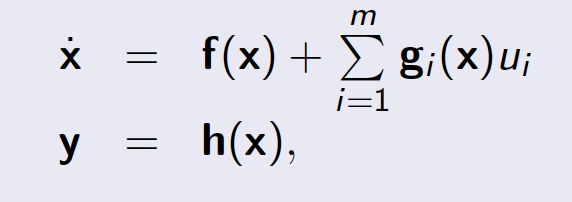 ẋ = f(x) + ∑_{i=1}^{m} g_i(x)u_i
y = h(x),